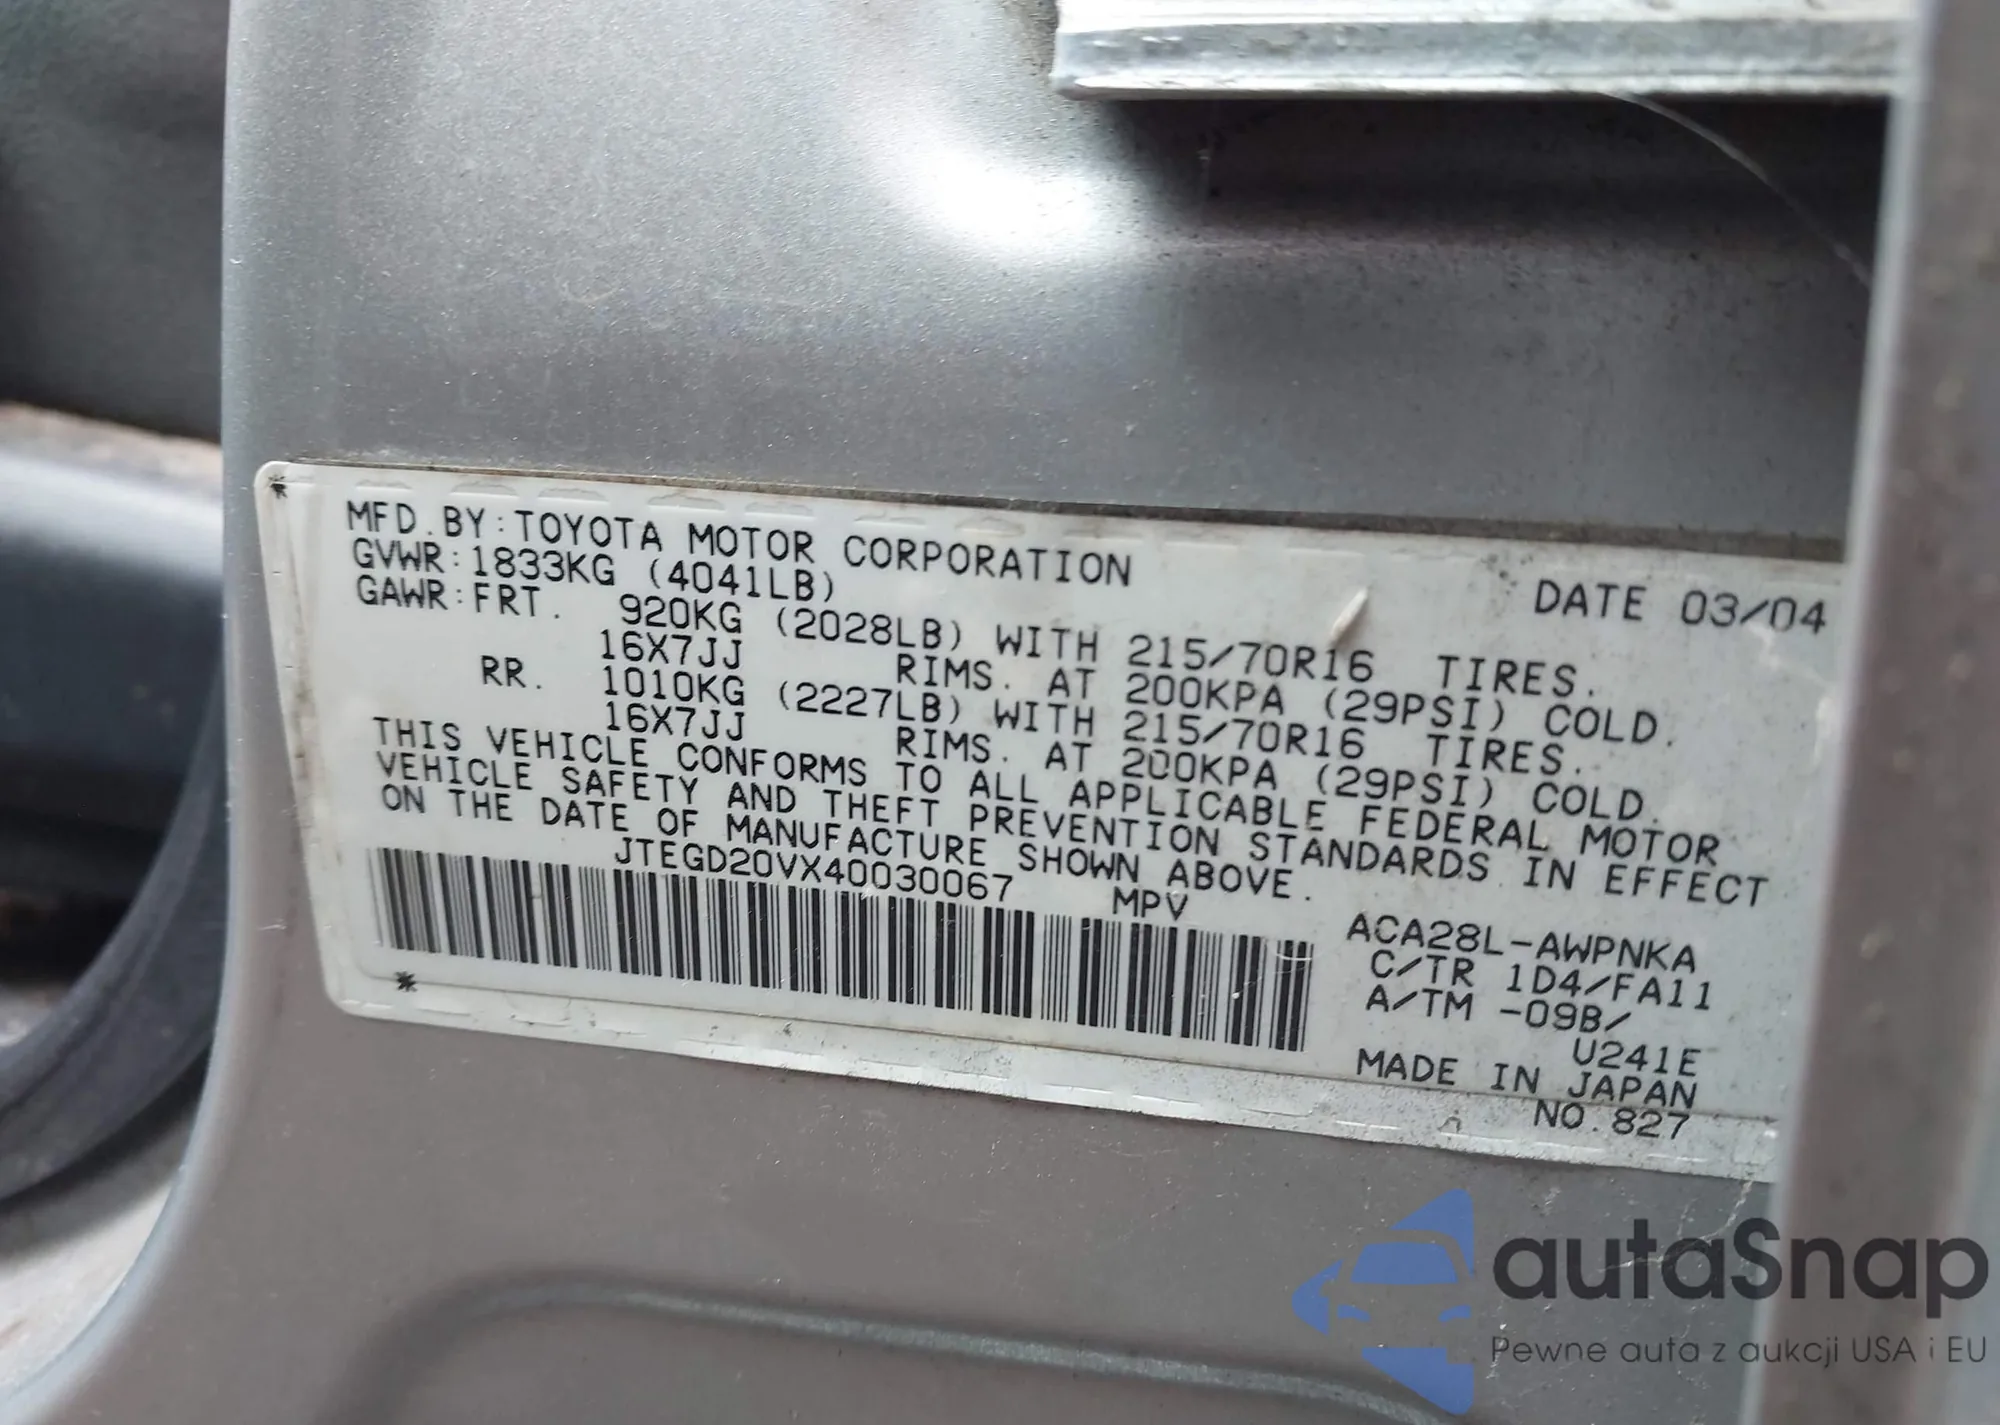 MFD.BY:TOYOTA MOTOR CORPORATION DATE 03/04
GVWR:1833KG (4041LB)
GAWR:FRT. 920KG (2028LB) WITH 215/70R16 TIRES.
16X7JJ RIMS. AT 200KPA (29PSI) COLD.
RR. 1010KG (2227LB) WITH 215/70R16 TIRES.
16X7JJ RIMS. AT 200KPA (29PSI) COLD.
THIS VEHICLE CONFORMS TO ALL APPLICABLE FEDERAL MOTOR
VEHICLE SAFETY AND THEFT PREVENTION STANDARDS IN EFFECT
ON THE DATE OF MANUFACTURE SHOWN ABOVE.
JTEGD20VX40030067 MPV
ACA28L-AWPNKA
C/TR 1D4/FA11
A/TM -09B/
U241E
MADE IN JAPAN
NO.827
autaSnap
Pewne auta z aukcji USA i EU